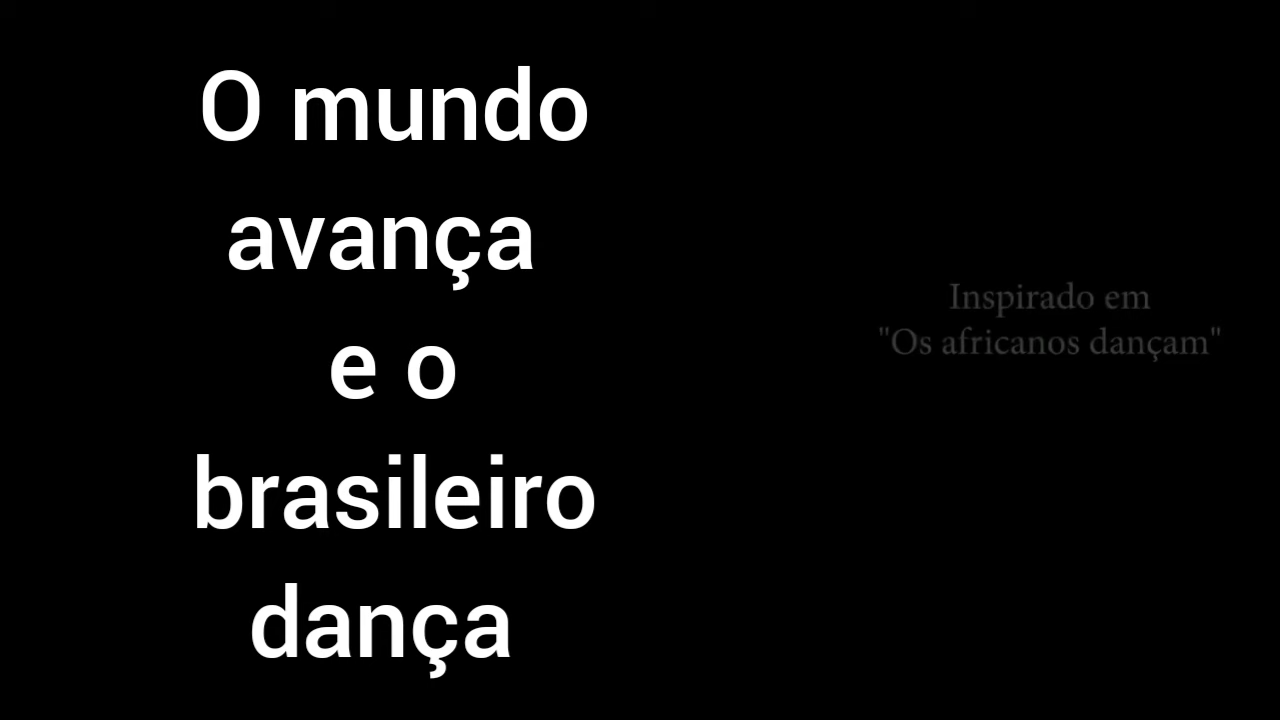 O mundo
avança
e o
brasileiro
dança
Inspirado em
"Os africanos dançam"